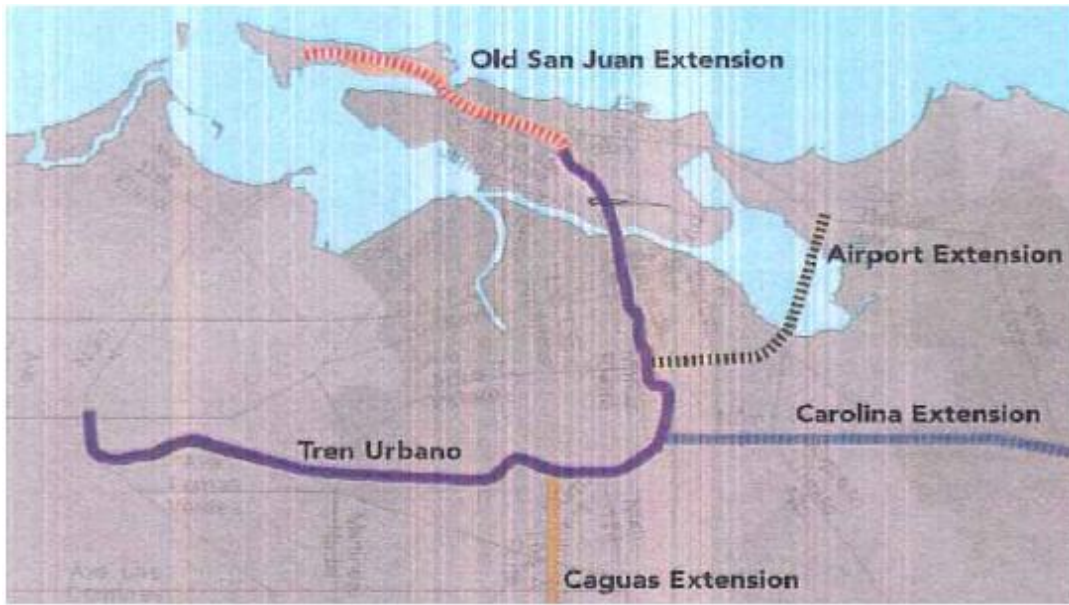 Old San Juan Extension
Airport Extension
Carolina Extension
Tren Urbano
Caguas Extension